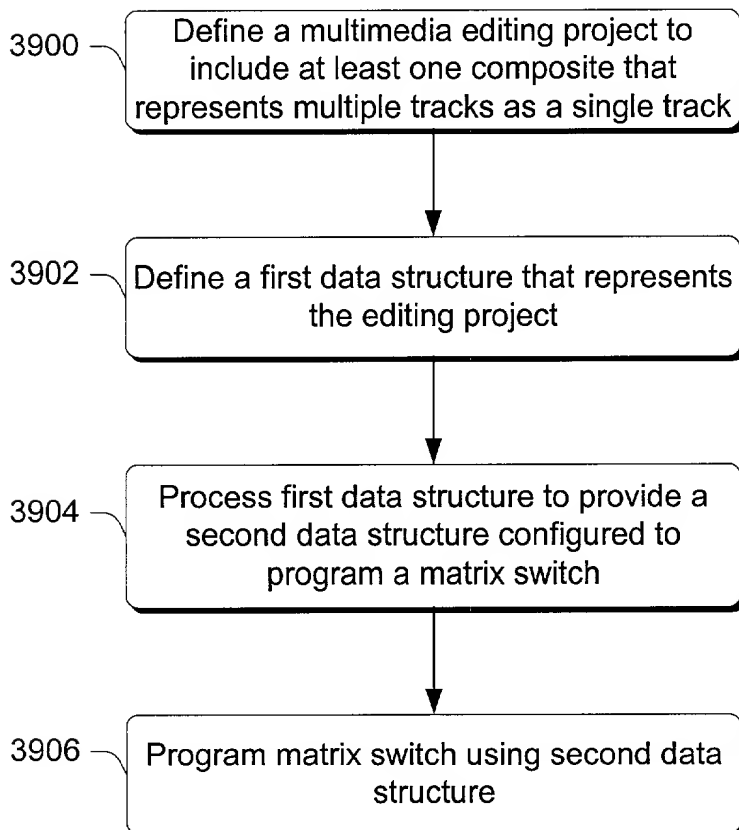 3900
Define a multimedia editing project to
include at least one composite that
represents multiple tracks as a single track
3902
Define a first data structure that represents
the editing project
3904
Process first data structure to provide a
second data structure configured to
program a matrix switch
3906
Program matrix switch using second data
structure